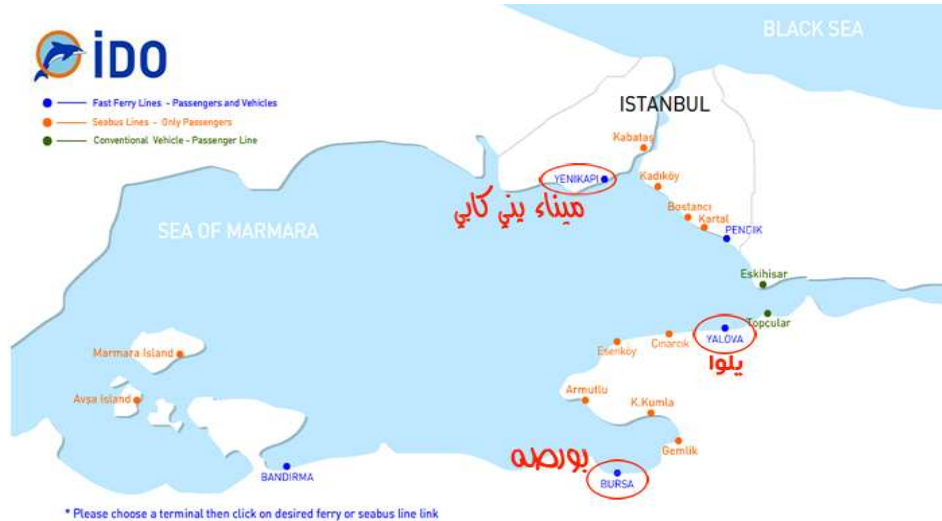 BLACK SEA
İDO
Fast Ferry Lines - Passengers and Vehicles
Seabus Lines - Only Passengers
Conventional Vehicle - Passenger Line
ISTANBUL
Kabataş
YENIKAPI
ميناء يني كابي
Kadıköy
Bostancı
Kartal
SEA OF MARMARA
PENDIK
Eskihisar
Topcular
YALOVA
يلوا
Cınarcık
Esenköy
Marmara Island
Avşa Island
Armutlu
K.Kumla
Gemlik
بورصه
BANDIRMA
BURSA
* Please choose a terminal then click on desired ferry or seabus line link